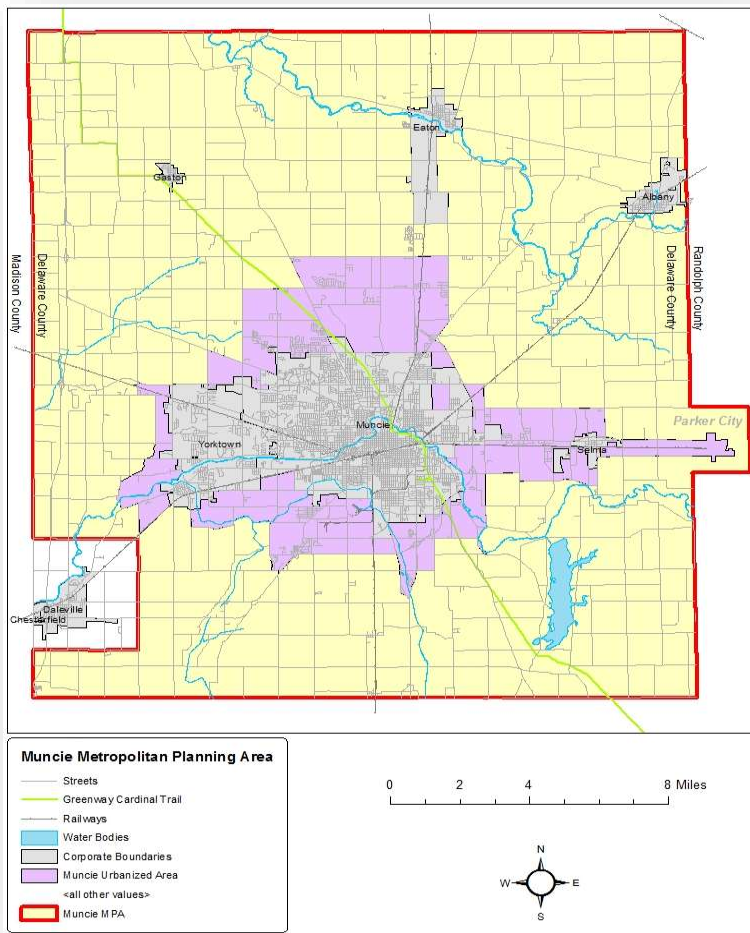 Eaton
Gaston
Albany
Madison County
Delaware County
Delaware County
Randolph County
Parker City
Muncie
Yorktown
Selma
Daleville
Chesterfield
Muncie Metropolitan Planning Area
Streets
Greenway Cardinal Trail
Railways
Water Bodies
Corporate Boundaries
Muncie Urbanized Area
<all other values>
Muncie MPA
0 2 4 8 Miles
N
W E
S